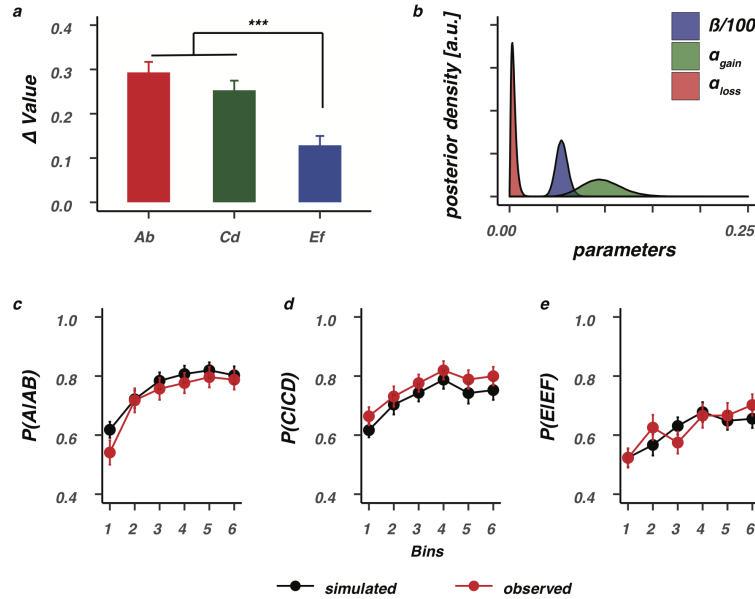 a
Δ Value
0.4
0.3
0.2
0.1
0.0
***
Ab Cd Ef
b
posterior density [a.u.]
ß/100
αgain
αloss
0.00 0.25
parameters
c
P(A|AB)
1.0
0.8
0.6
0.4
1 2 3 4 5 6
d
P(C|CD)
1.0
0.8
0.6
0.4
1 2 3 4 5 6
Bins
e
P(E|EF)
1.0
0.8
0.6
0.4
1 2 3 4 5 6
simulated observed